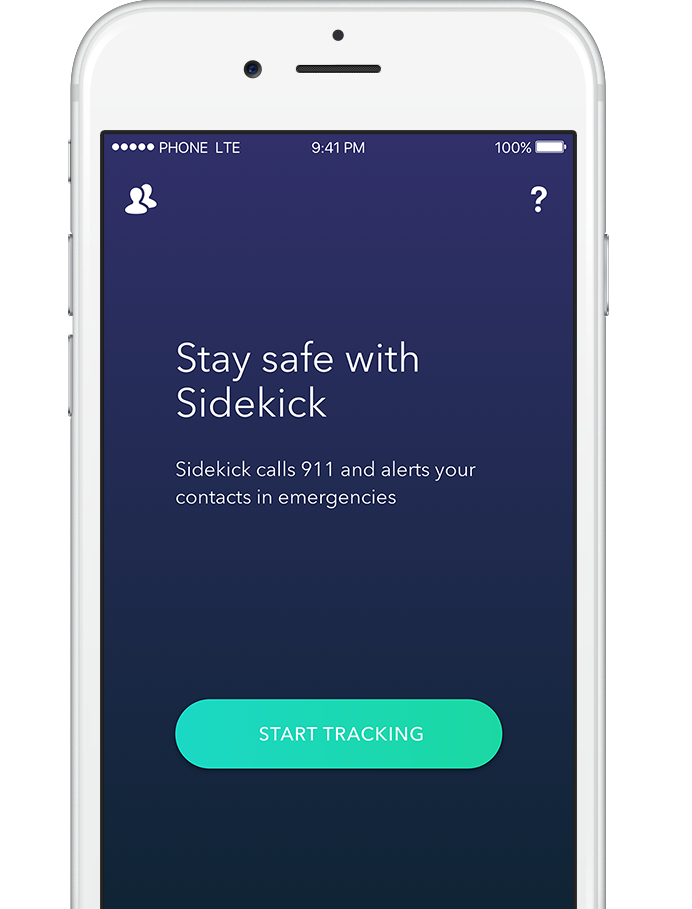 PHONE LTE 9:41 PM 100%
?
Stay safe with
Sidekick
Sidekick calls 911 and alerts your
contacts in emergencies
START TRACKING